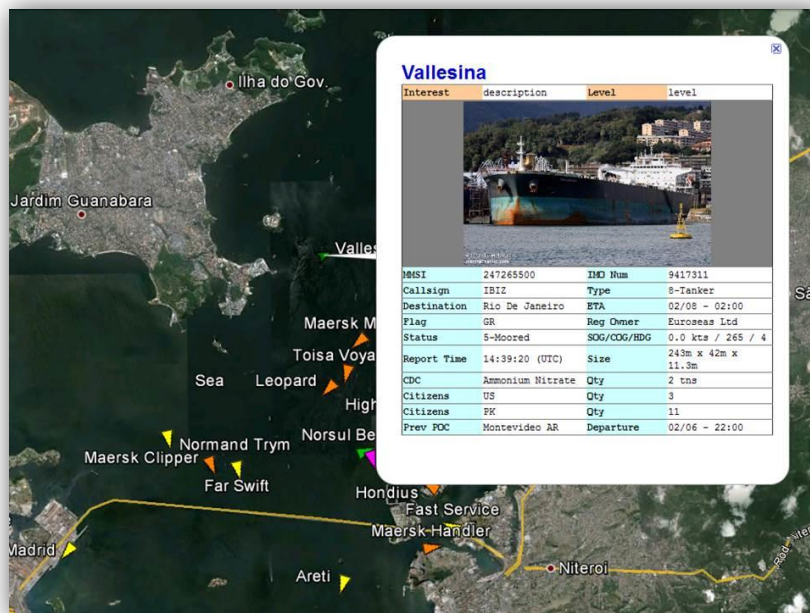 Vallesina
Interest description Level level
MMSI 247265500 IMO Num 9417311
Callsign IBIZ Type 8-Tanker
Destination Rio De Janeiro ETA 02/08 - 02:00
Flag GR Reg Owner Euroseas Ltd
Status 5-Moored SOG/COG/HDG 0.0 kts / 265 / 4
Report Time 14:39:20 (UTC) Size 243m x 42m x
11.3m
CDC Ammonium Nitrate Qty 2 tns
Citizens US Qty 3
Citizens PK Qty 11
Prev POC Montevideo AR Departure 02/06 - 22:00
Ilha do Gov.
Jardim Guanabara
Valles
Maersk M
Toisa Voya
Sea Leopard
High
Normand Trym Norsul Be
Maersk Clipper
Far Swift
Hondius
Fast Service
Maersk Handler
Madrid
Niteroi
Areti